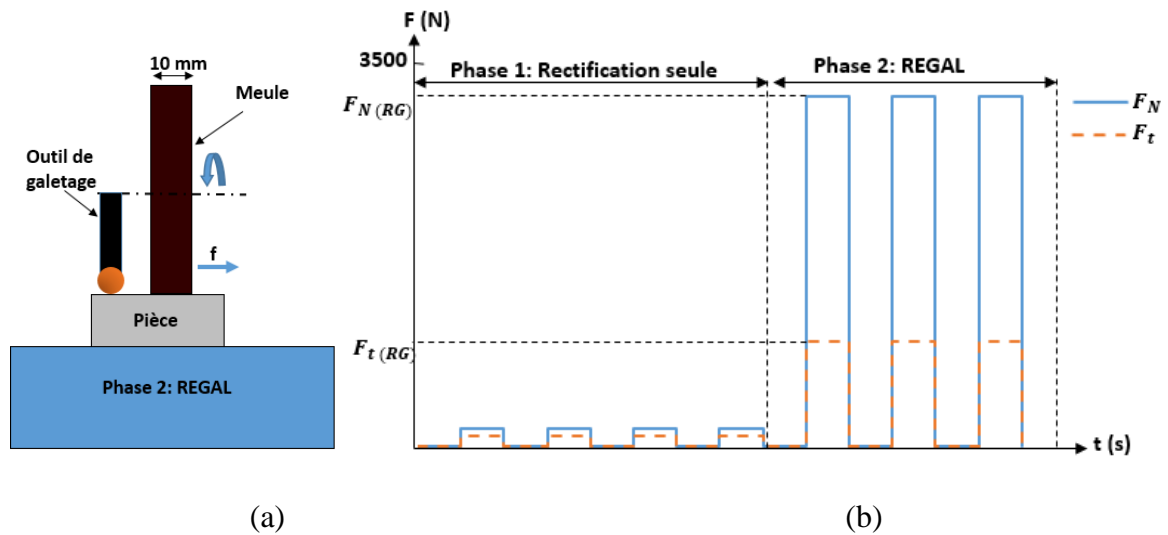 10 mm
Meule
Outil de
galetage
f
Pièce
Phase 2: REGAL
(a)
F (N)
3500
Phase 1: Rectification seule
Phase 2: REGAL
F_N (RG)
F_t (RG)
F_N
F_t
t (s)
(b)